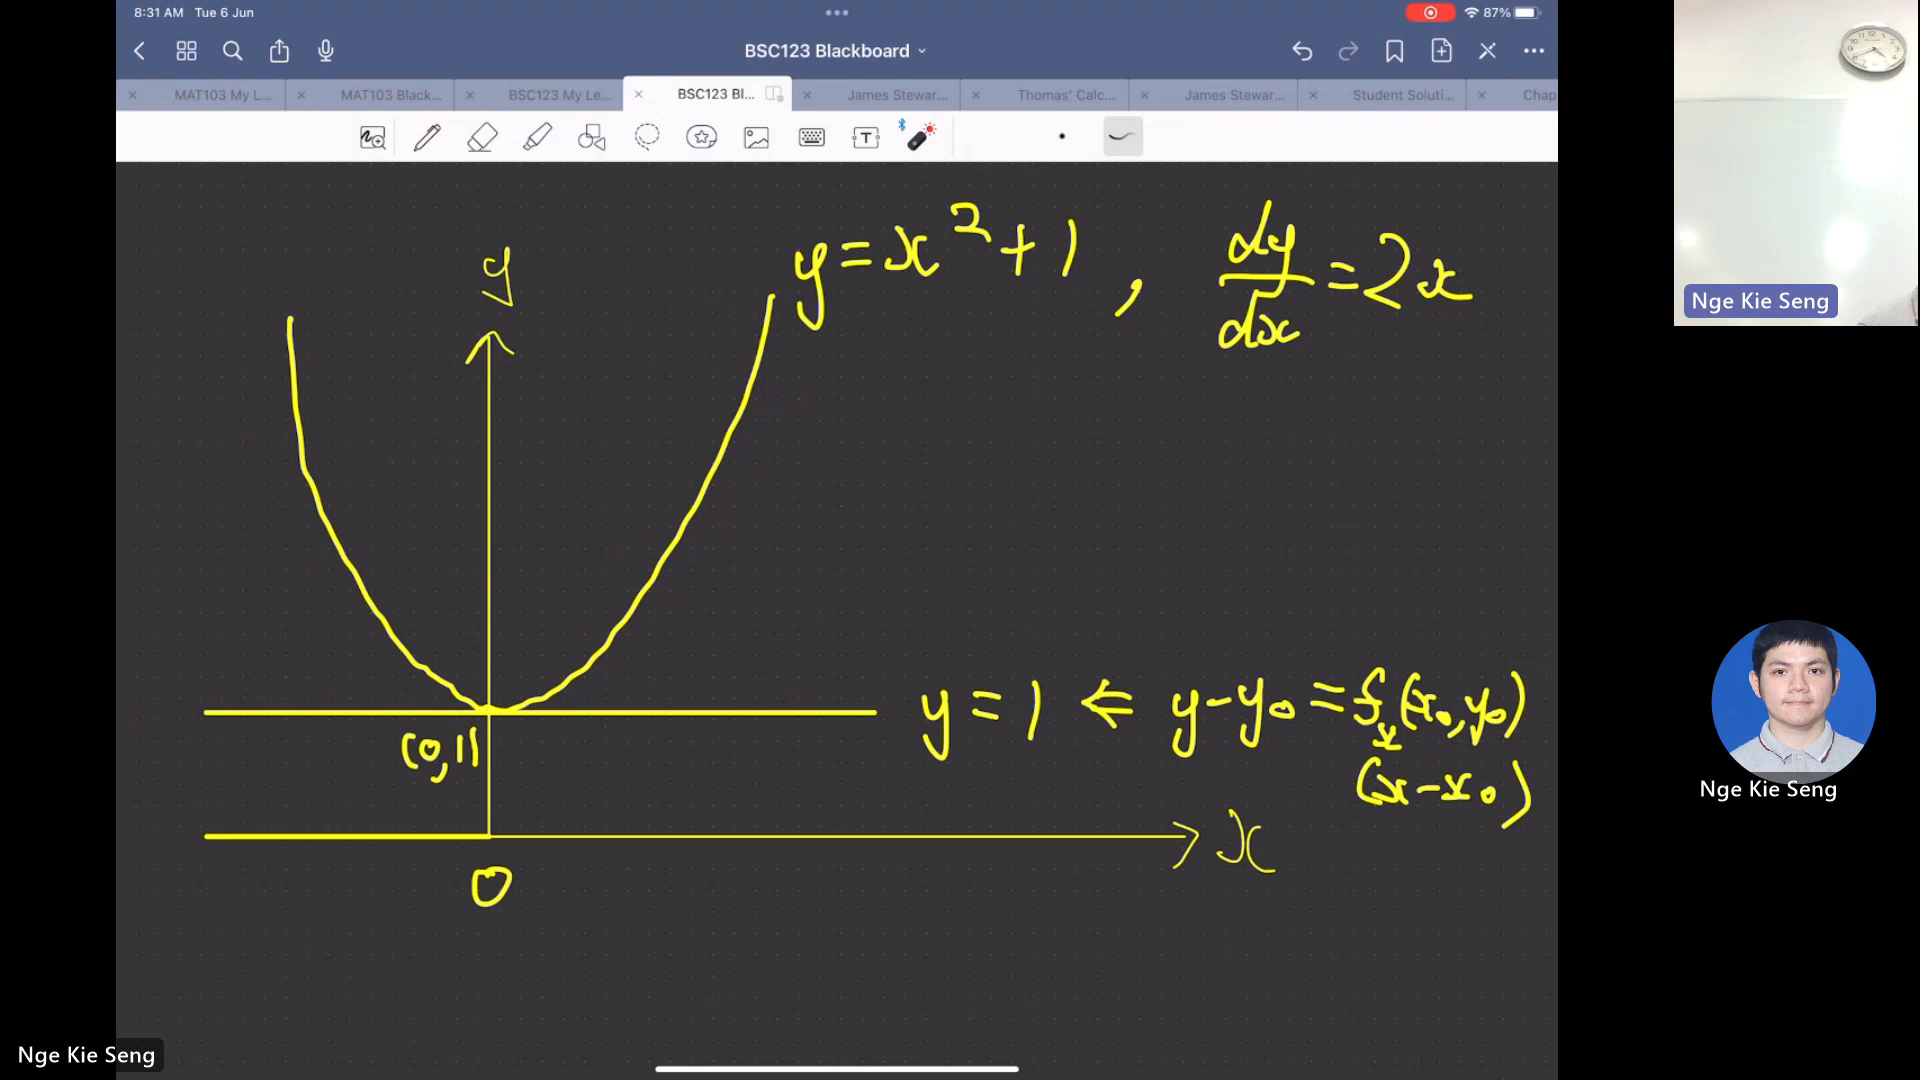 8:31 AM Tue 6 Jun
87%
BSC123 Blackboard
MAT103 My L...
MAT103 Black...
BSC123 My Le...
BSC123 Bl...
James Stewar...
Thomas' Calc...
James Stewar...
Student Soluti...
Chap
T
y
y=x²+1, dy/dx=2x
y=1 ← y-y₀=fₓ(x₀,y₀)
(x-x₀)
(0,1)
x
0
Nge Kie Seng
Nge Kie Seng
Nge Kie Seng